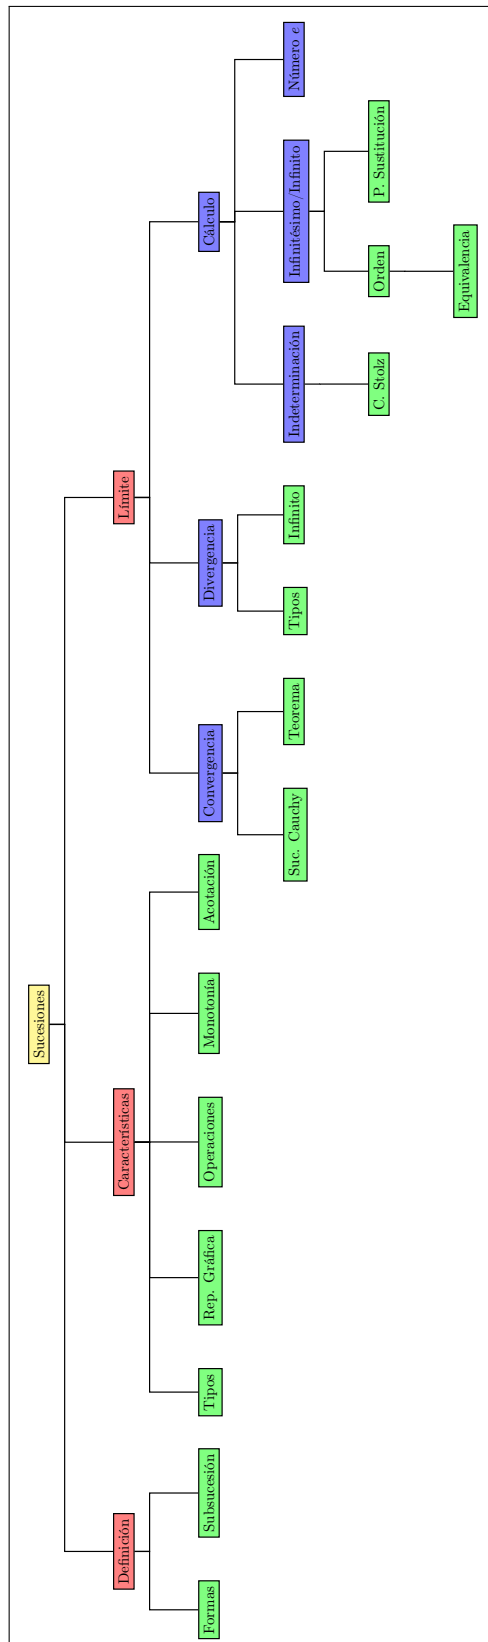 Sucesiones
Definición
Características
Límite
Formas
Subsucesión
Tipos
Rep. Gráfica
Operaciones
Monotonía
Acotación
Convergencia
Divergencia
Cálculo
Suc. Cauchy
Teorema
Tipos
Infinito
Indeterminación
Infinitésimo/Infinito
Número e
C. Stolz
Orden
P. Sustitución
Equivalencia